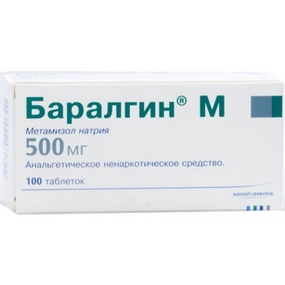 Баралгин® М
Метамизол натрия
500 мг
Анальгетическое ненаркотическое средство.
100 таблеток